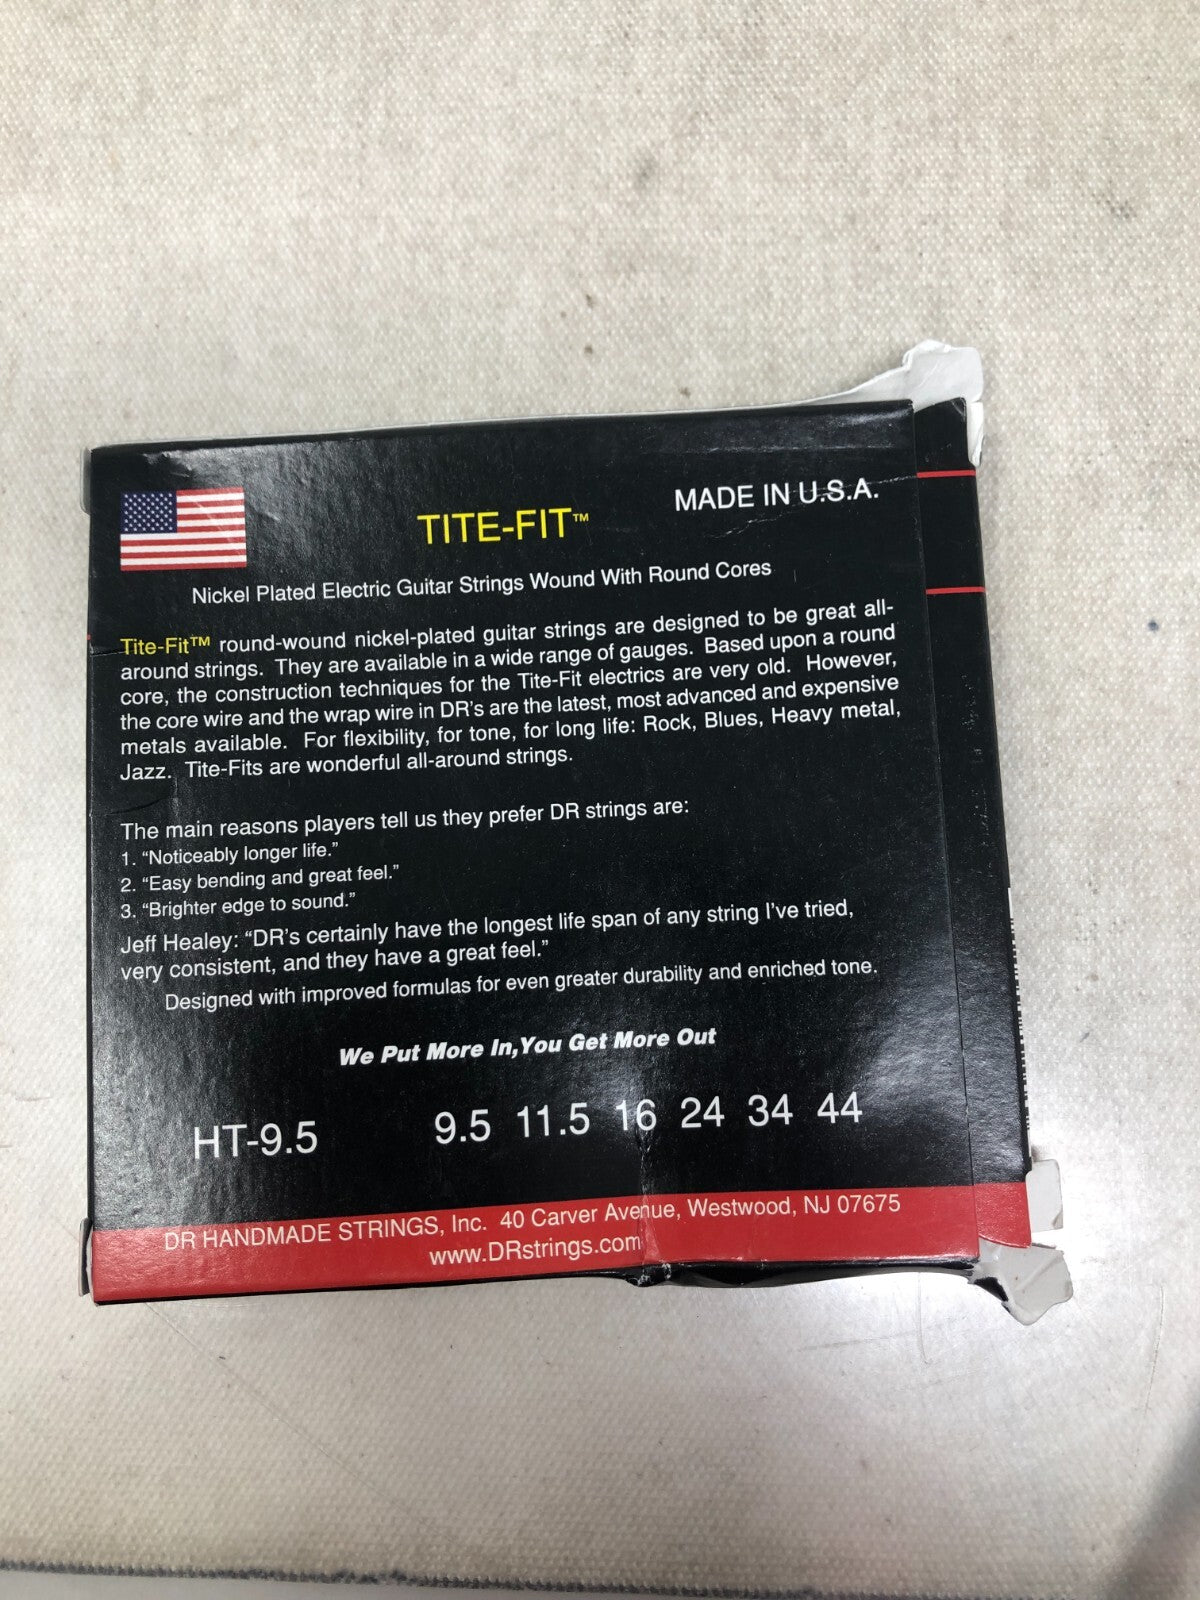 MADE IN U.S.A.
TITE-FIT™
Nickel Plated Electric Guitar Strings Wound With Round Cores
Tite-Fit™ round-wound nickel-plated guitar strings are designed to be great all-
around strings. They are available in a wide range of gauges. Based upon a round
core, the construction techniques for the Tite-Fit electrics are very old. However,
the core wire and the wrap wire in DR's are the latest, most advanced and expensive
metals available. For flexibility, for tone, for long life: Rock, Blues, Heavy metal,
Jazz. Tite-Fits are wonderful all-around strings.
The main reasons players tell us they prefer DR strings are:
1. “Noticeably longer life.”
2. “Easy bending and great feel.”
3. “Brighter edge to sound.”
Jeff Healey: “DR's certainly have the longest life span of any string I've tried,
very consistent, and they have a great feel.”
Designed with improved formulas for even greater durability and enriched tone.
We Put More In,You Get More Out
HT-9.5 9.5 11.5 16 24 34 44
DR HANDMADE STRINGS, Inc. 40 Carver Avenue, Westwood, NJ 07675
www.DRstrings.com